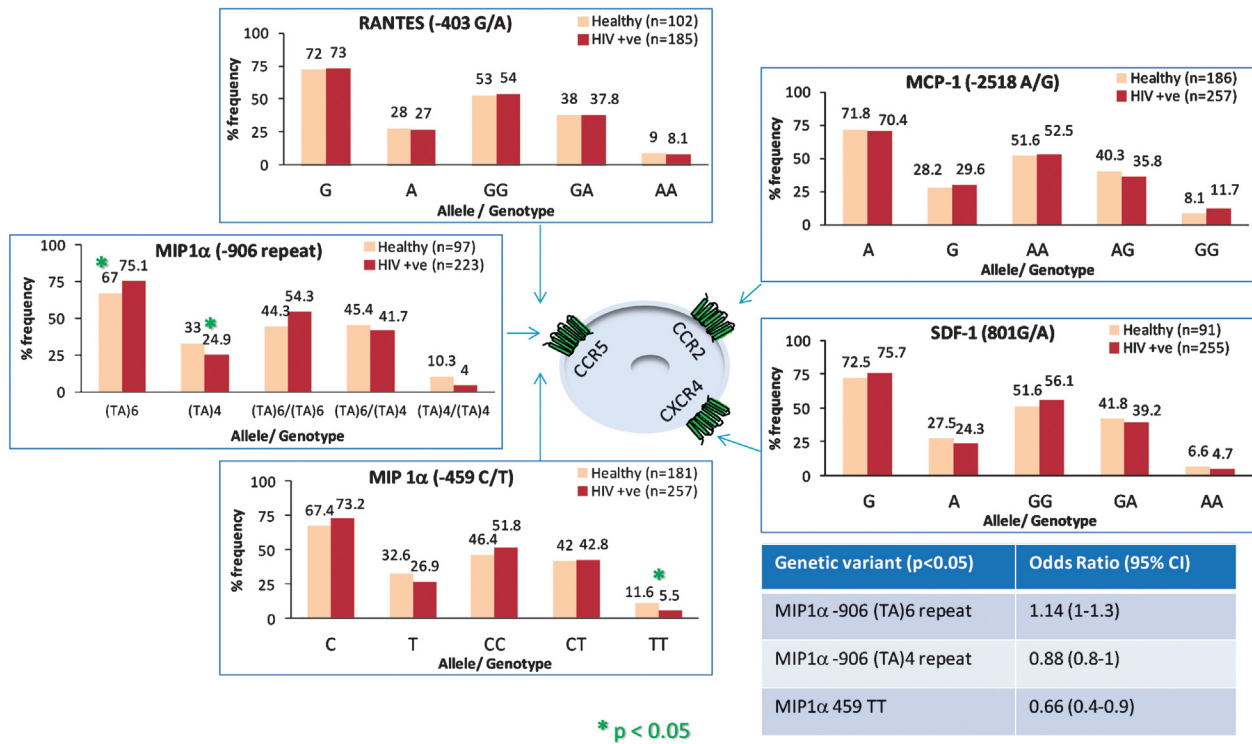 RANTES (-403 G/A)
Healthy (n=102)
HIV +ve (n=185)
% frequency
100
75
50
25
0
72 73
28 27
53 54
38 37.8
9 8.1
G A GG GA AA
Allele/ Genotype
MCP-1 (-2518 A/G)
Healthy (n=186)
HIV +ve (n=257)
% frequency
100
75
50
25
0
71.8 70.4
28.2 29.6
51.6 52.5
40.3 35.8
8.1 11.7
A G AA AG GG
Allele/ Genotype
MIP1α (-906 repeat)
Healthy (n=97)
HIV +ve (n=223)
% frequency
100
75
50
25
0
* 67 75.1
33 * 24.9
44.3 54.3
45.4 41.7
10.3 4
(TA)6 (TA)4 (TA)6/(TA)6 (TA)6/(TA)4 (TA)4/(TA)4
Allele/ Genotype
CCR5
CCR2
CXCR4
SDF-1 (801G/A)
Healthy (n=91)
HIV +ve (n=255)
% frequency
100
75
50
25
0
72.5 75.7
27.5 24.3
51.6 56.1
41.8 39.2
6.6 4.7
G A GG GA AA
Allele/ Genotype
MIP 1α (-459 C/T)
Healthy (n=181)
HIV +ve (n=257)
% frequency
100
75
50
25
0
67.4 73.2
32.6 26.9
46.4 51.8
42 42.8
11.6 * 5.5
C T CC CT TT
Allele/ Genotype
Genetic variant (p<0.05) Odds Ratio (95% CI)
MIP1α -906 (TA)6 repeat 1.14 (1-1.3)
MIP1α -906 (TA)4 repeat 0.88 (0.8-1)
MIP1α 459 TT 0.66 (0.4-0.9)
* p < 0.05